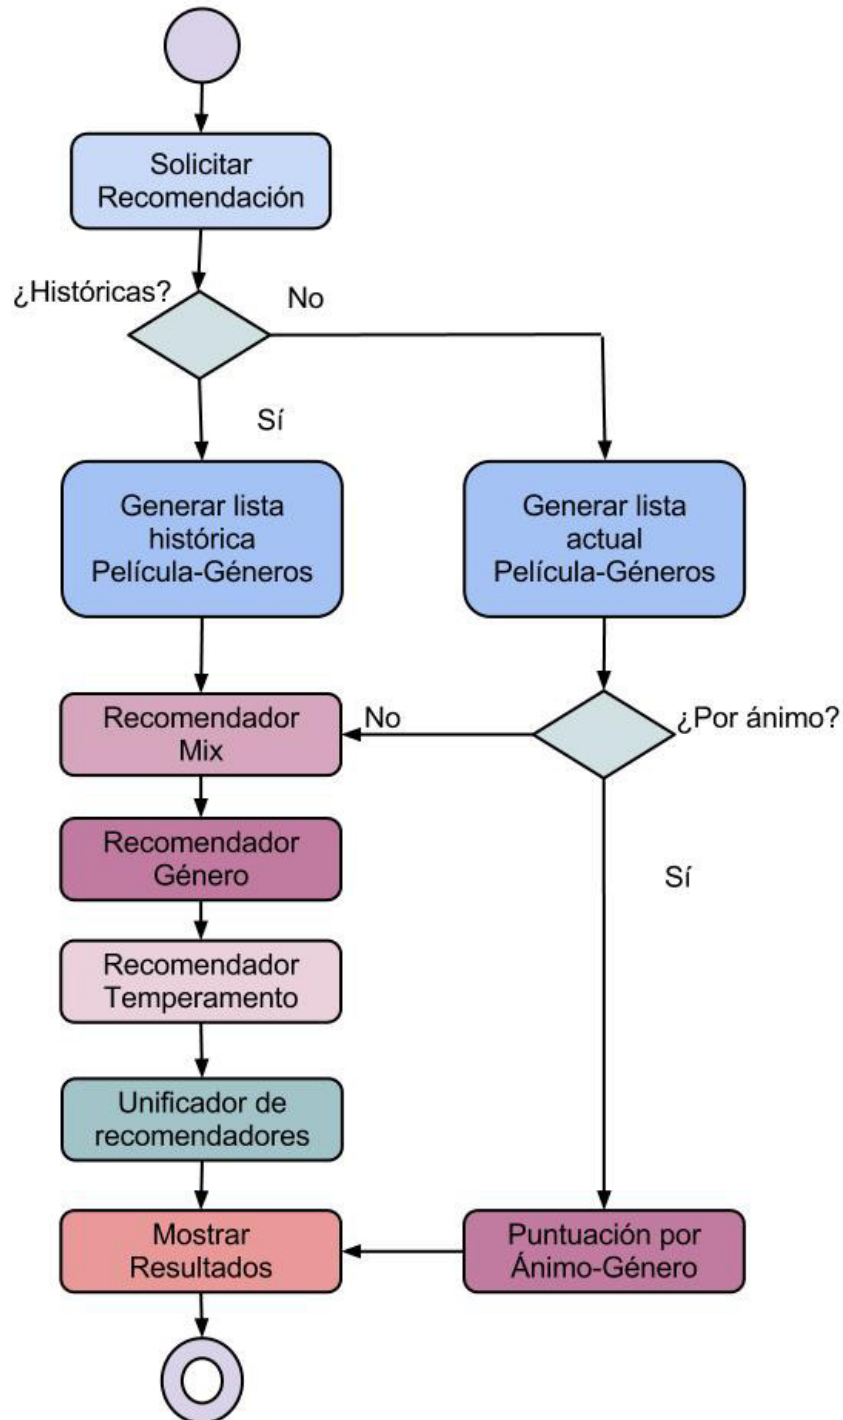 Solicitar
Recomendación
¿Históricas?
No
Sí
Generar lista
histórica
Película-Géneros
Generar lista
actual
Película-Géneros
Recomendador
Mix
No
¿Por ánimo?
Recomendador
Género
Sí
Recomendador
Temperamento
Unificador de
recomendadores
Mostrar
Resultados
Puntuación por
Ánimo-Género